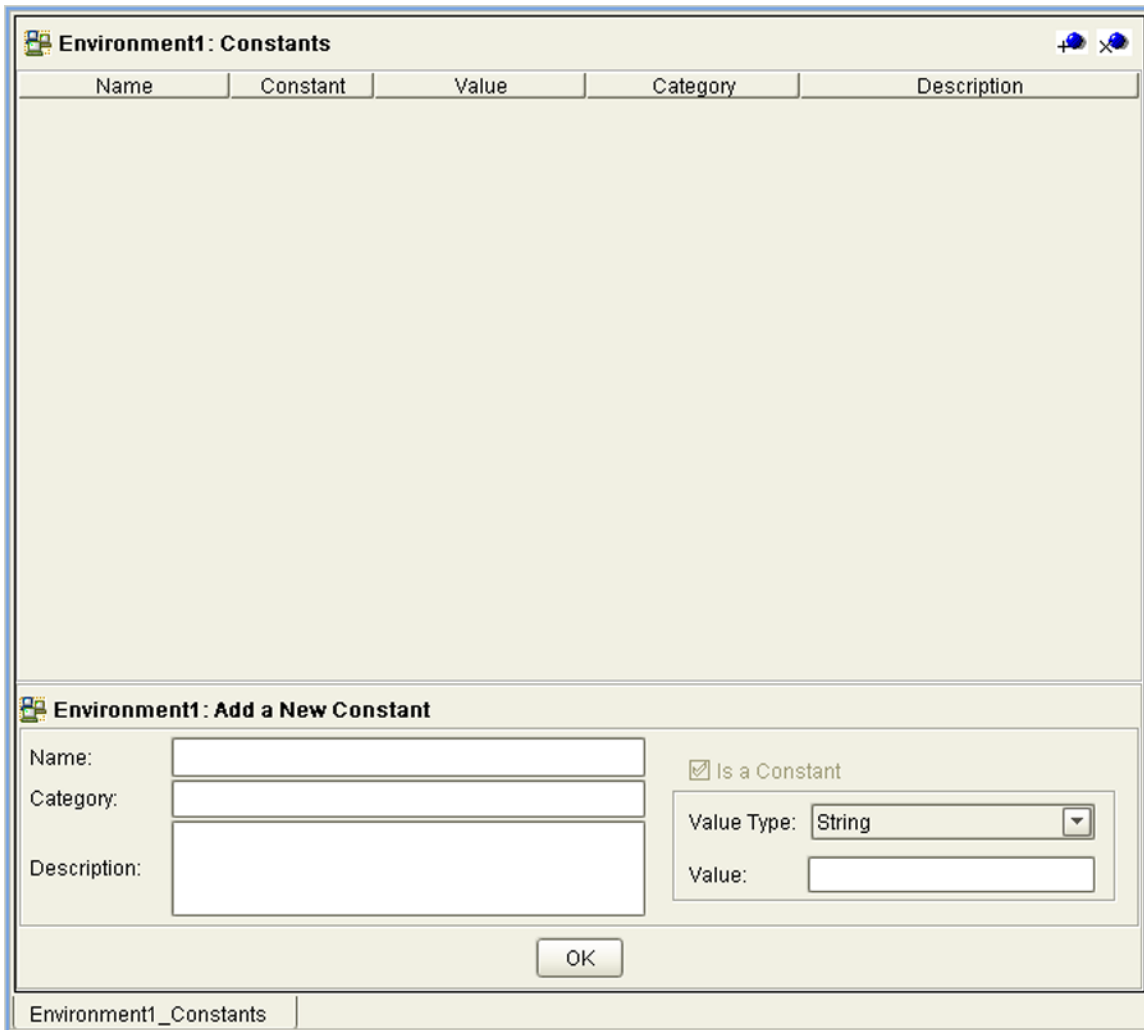 Environment1: Constants
Name Constant Value Category Description
Environment1: Add a New Constant
Name:
Is a Constant
Category:
Value Type: String
Description:
Value:
OK
Environment1_Constants